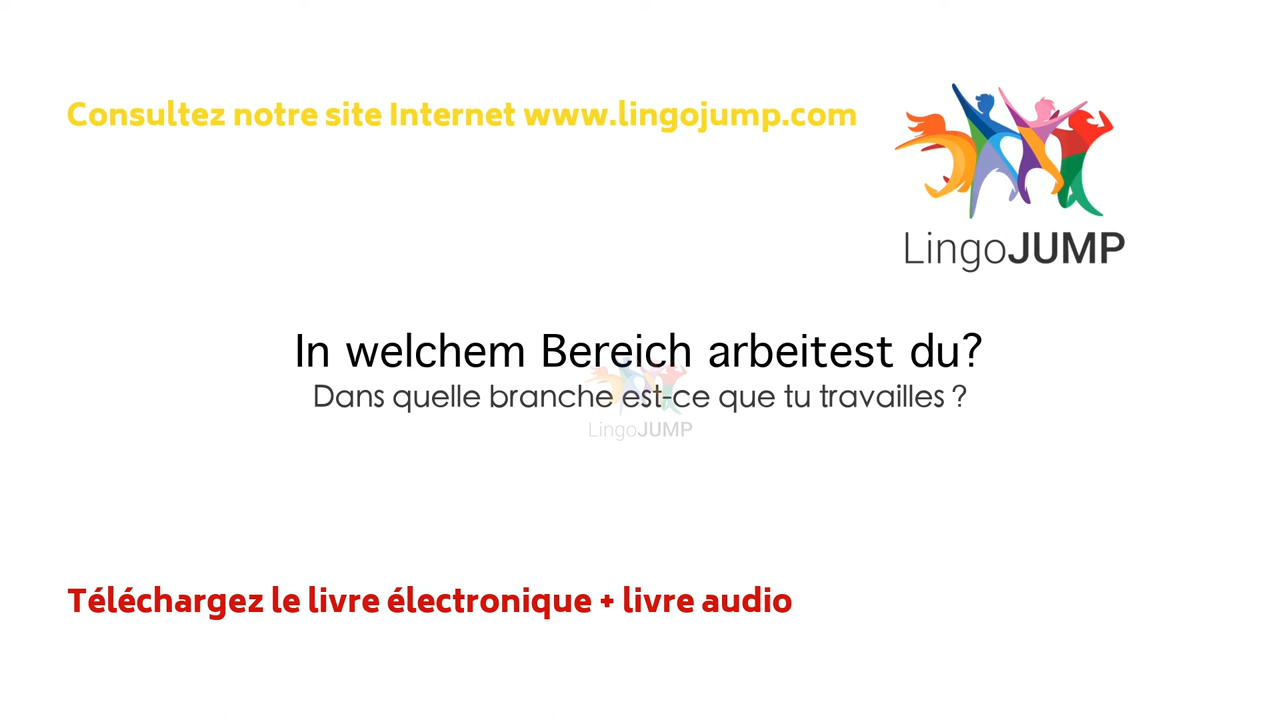 Consultez notre site Internet www.lingojump.com
LingoJUMP
In welchem Bereich arbeitest du?
Dans quelle branche est-ce que tu travailles ?
LingoJUMP
Téléchargez le livre électronique + livre audio